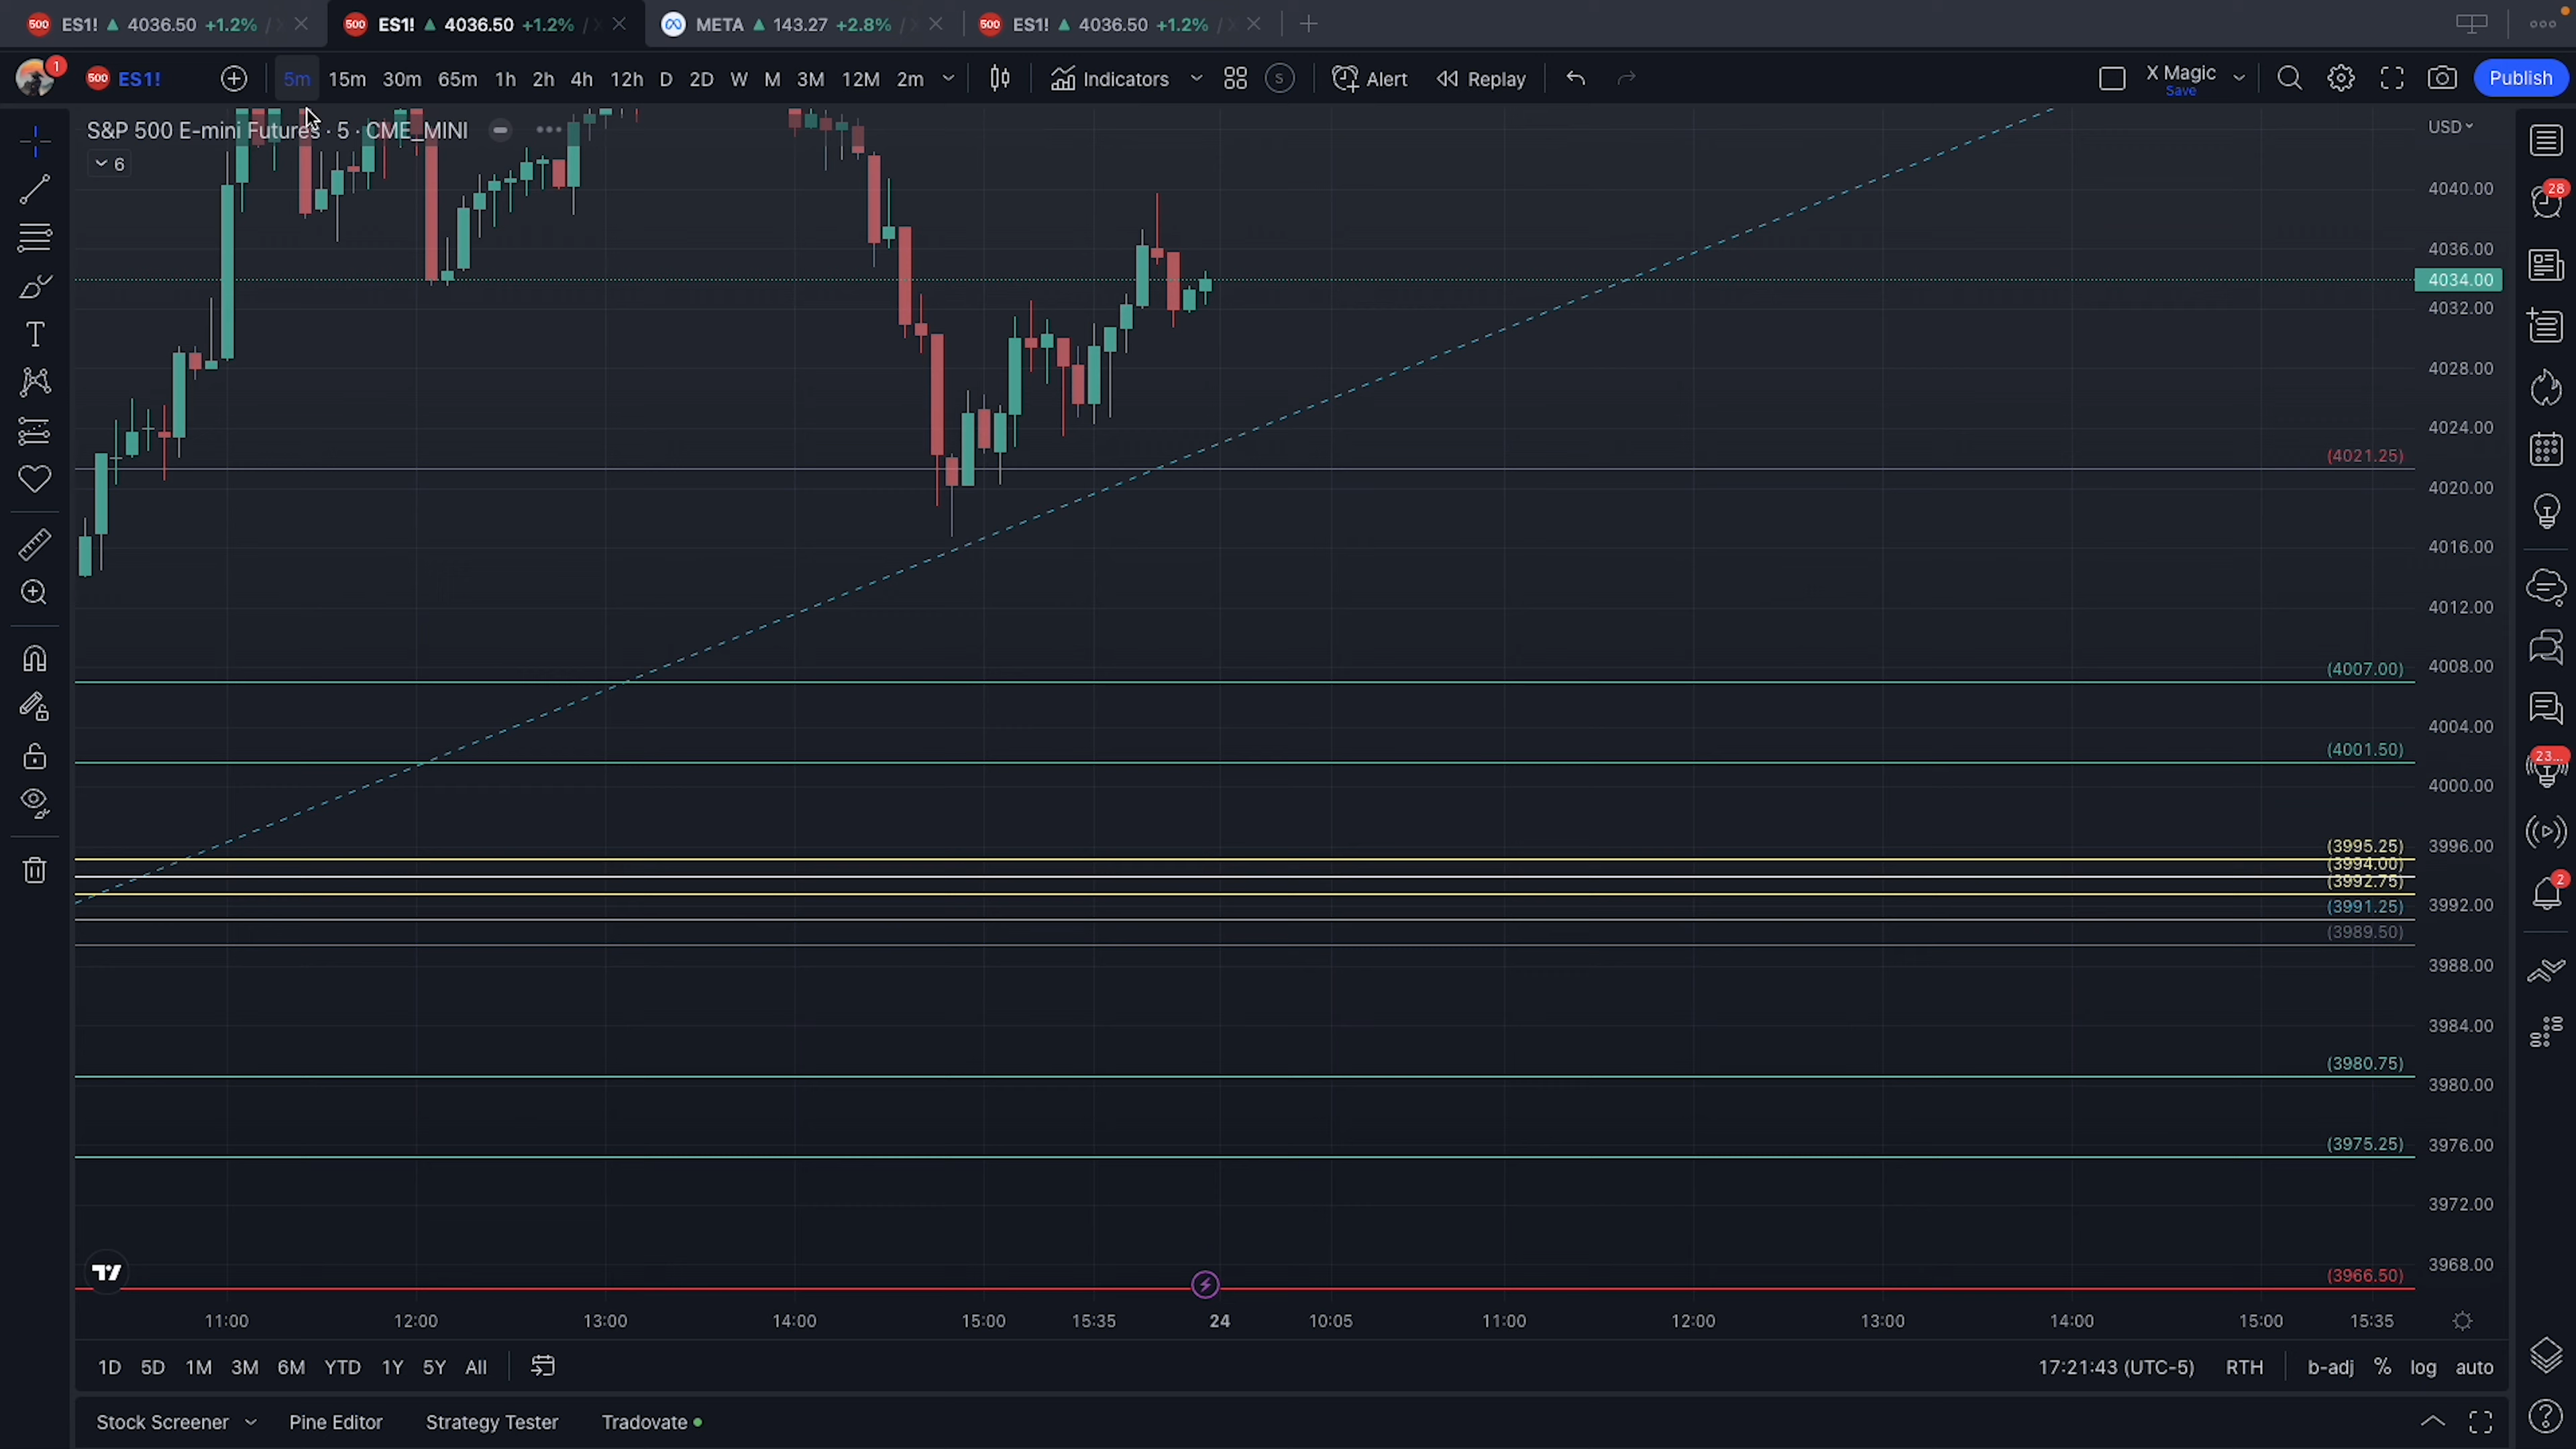 500 ES1! ▲ 4036.50 +1.2% /
500 ES1! ▲ 4036.50 +1.2% /
META ▲ 143.27 +2.8% /
500 ES1! ▲ 4036.50 +1.2% /
1
500 ES1!
5m 15m 30m 65m 1h 2h 4h 12h D 2D W M 3M 12M 2m
Indicators
S
Alert
Replay
X Magic
Save
Publish
S&P 500 E-mini Futures · 5 · CME_MINI
6
USD
4040.00
4036.00
4034.00
4032.00
4028.00
4024.00
(4021.25)
4020.00
4016.00
4012.00
(4007.00)
4008.00
4004.00
(4001.50)
4000.00
(3995.25)
3996.00
(3994.00)
(3992.75)
(3991.25)
3992.00
(3989.50)
3988.00
3984.00
(3980.75)
3980.00
(3975.25)
3976.00
3972.00
(3966.50)
3968.00
28
23...
2
11:00 12:00 13:00 14:00 15:00 15:35 24 10:05 11:00 12:00 13:00 14:00 15:00 15:35
1D 5D 1M 3M 6M YTD 1Y 5Y All
17:21:43 (UTC-5) RTH b-adj % log auto
Stock Screener Pine Editor Strategy Tester Tradovate